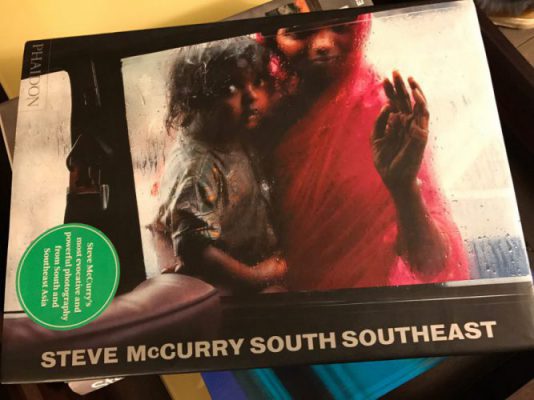 PHAIDON
Steve McCurry's
most evocative and
powerful photography
from South and
Southeast Asia
STEVE McCURRY SOUTH SOUTHEAST